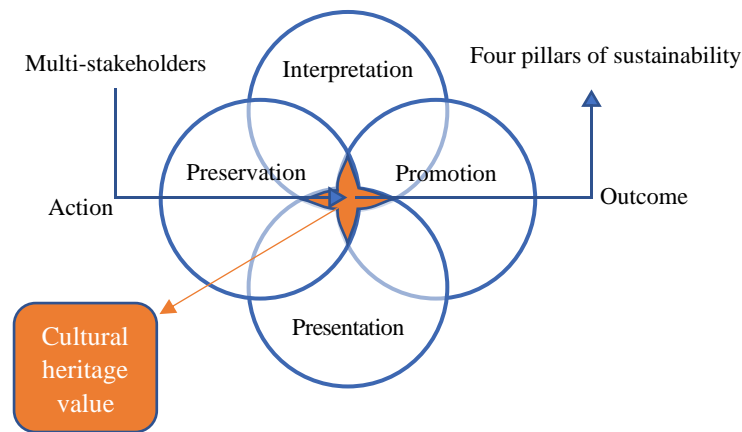 Four pillars of sustainability
Multi-stakeholders
Interpretation
Preservation
Promotion
Action
Outcome
Presentation
Cultural
heritage
value